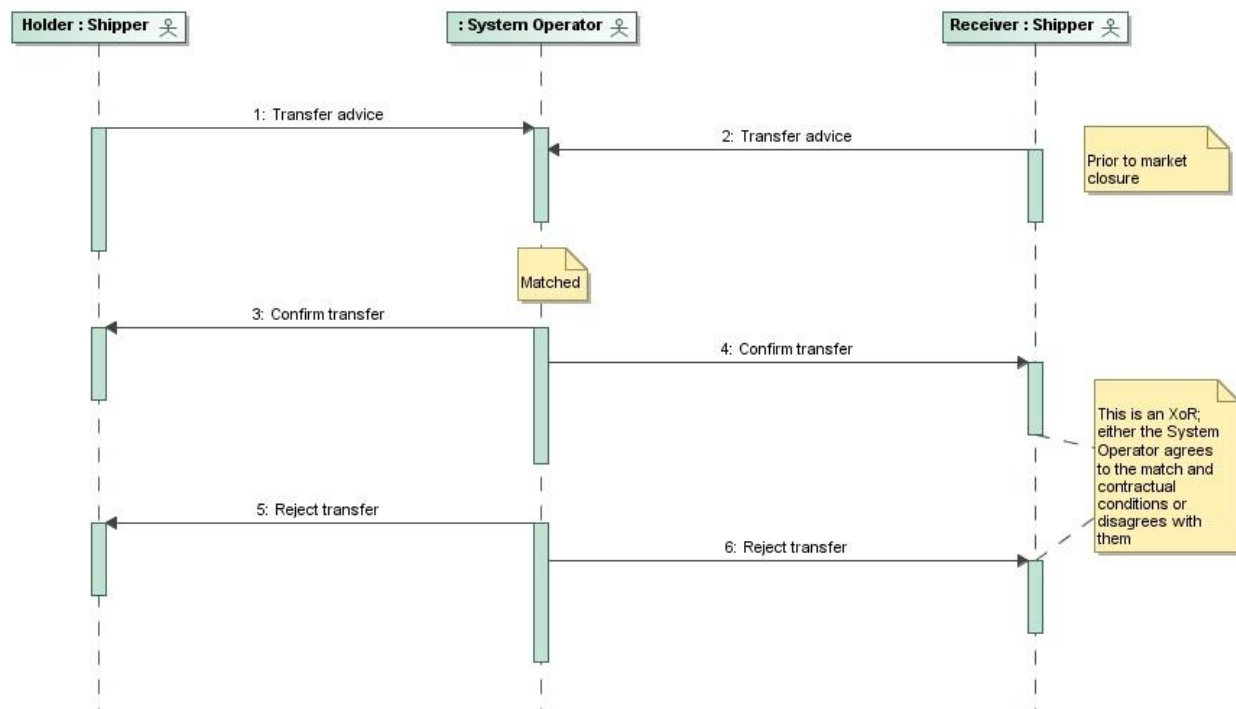 Holder : Shipper
: System Operator
Receiver : Shipper
1: Transfer advice
2: Transfer advice
Prior to market
closure
Matched
3: Confirm transfer
4: Confirm transfer
This is an XoR;
either the System
Operator agrees
to the match and
contractual
conditions or
disagrees with
them
5: Reject transfer
6: Reject transfer